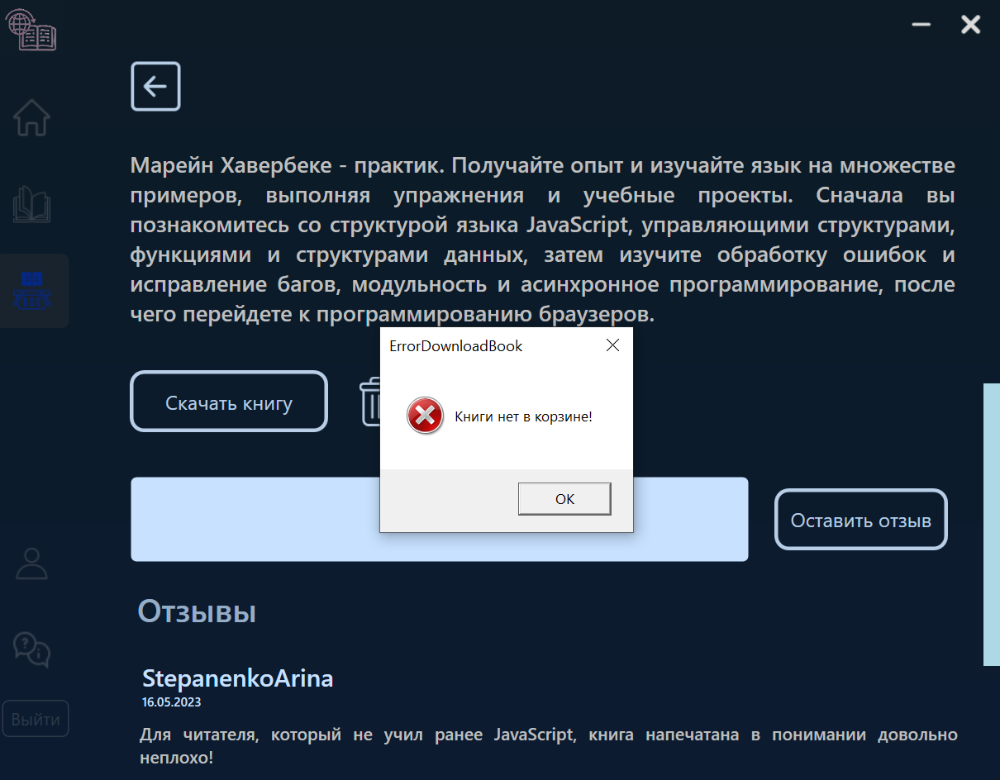 Марейн Хавербеке - практик. Получайте опыт и изучайте язык на множестве
примеров, выполняя упражнения и учебные проекты. Сначала вы
познакомитесь со структурой языка JavaScript, управляющими структурами,
функциями и структурами данных, затем изучите обработку ошибок и
исправление багов, модульность и асинхронное программирование, после
чего перейдете к программированию браузеров.
ErrorDownloadBook
Скачать книгу
Книги нет в корзине!
OK
Оставить отзыв
Отзывы
StepanenkoArina
16.05.2023
Выйти
Для читателя, который не учил ранее JavaScript, книга напечатана в понимании довольно
неплохо!